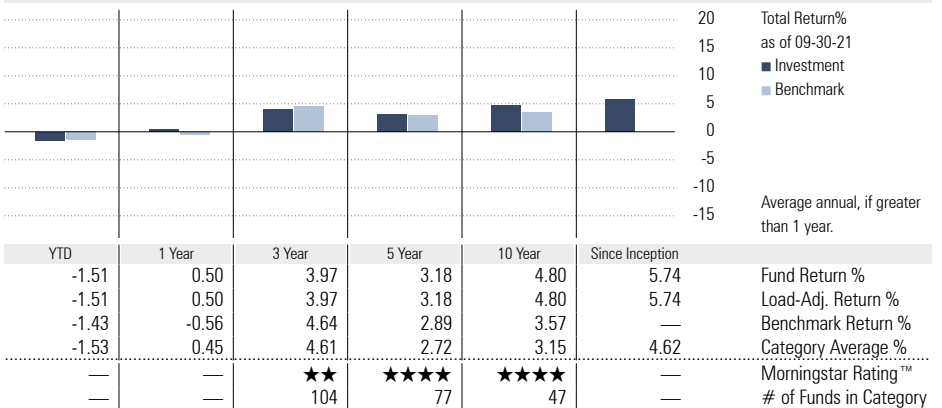 20
Total Return%
15
as of 09-30-21
10
■ Investment
5
■ Benchmark
0
-5
-10
-15
Average annual, if greater
than 1 year.
YTD 1 Year 3 Year 5 Year 10 Year Since Inception
-1.51 0.50 3.97 3.18 4.80 5.74 Fund Return %
-1.51 0.50 3.97 3.18 4.80 5.74 Load-Adj. Return %
-1.43 -0.56 4.64 2.89 3.57 — Benchmark Return %
-1.53 0.45 4.61 2.72 3.15 4.62 Category Average %
— — ★★ ★★★★ ★★★★ — Morningstar Rating™
— — 104 77 47 — # of Funds in Category